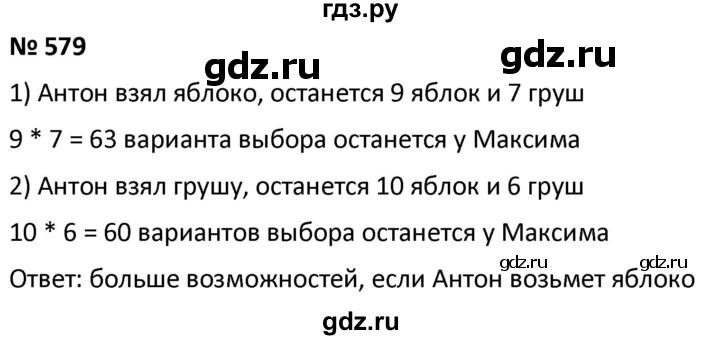 гдз.ру
№ 579
gdz.ru
gdz.ru
1) Антон взял яблоко, останется 9 яблок и 7 груш
9 * 7 = 63 варианта выбора останется у Максима
2) Антон взял грушу, останется 10 яблок и 6 груш
10 * 6 = 60 вариантов выбора останется у Максима
gdz.ru
gdz.ru
Ответ: больше возможностей, если Антон возьмет яблоко
gdz.ru